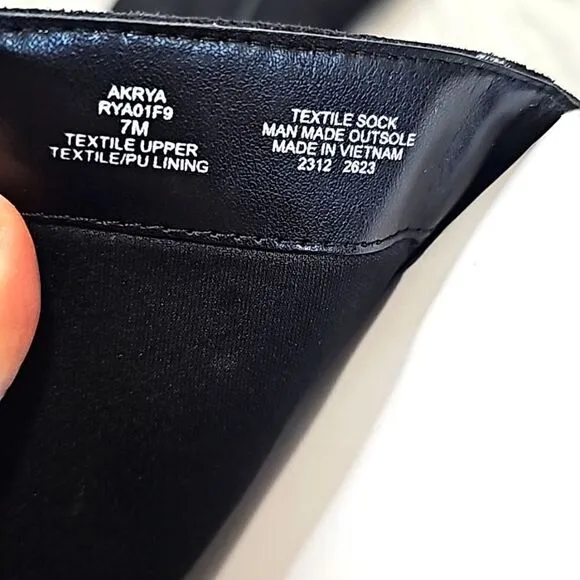 AKRYA
RYA01F9
7M
TEXTILE UPPER
TEXTILE/PU LINING
TEXTILE SOCK
MAN MADE OUTSOLE
MADE IN VIETNAM
2312 2623